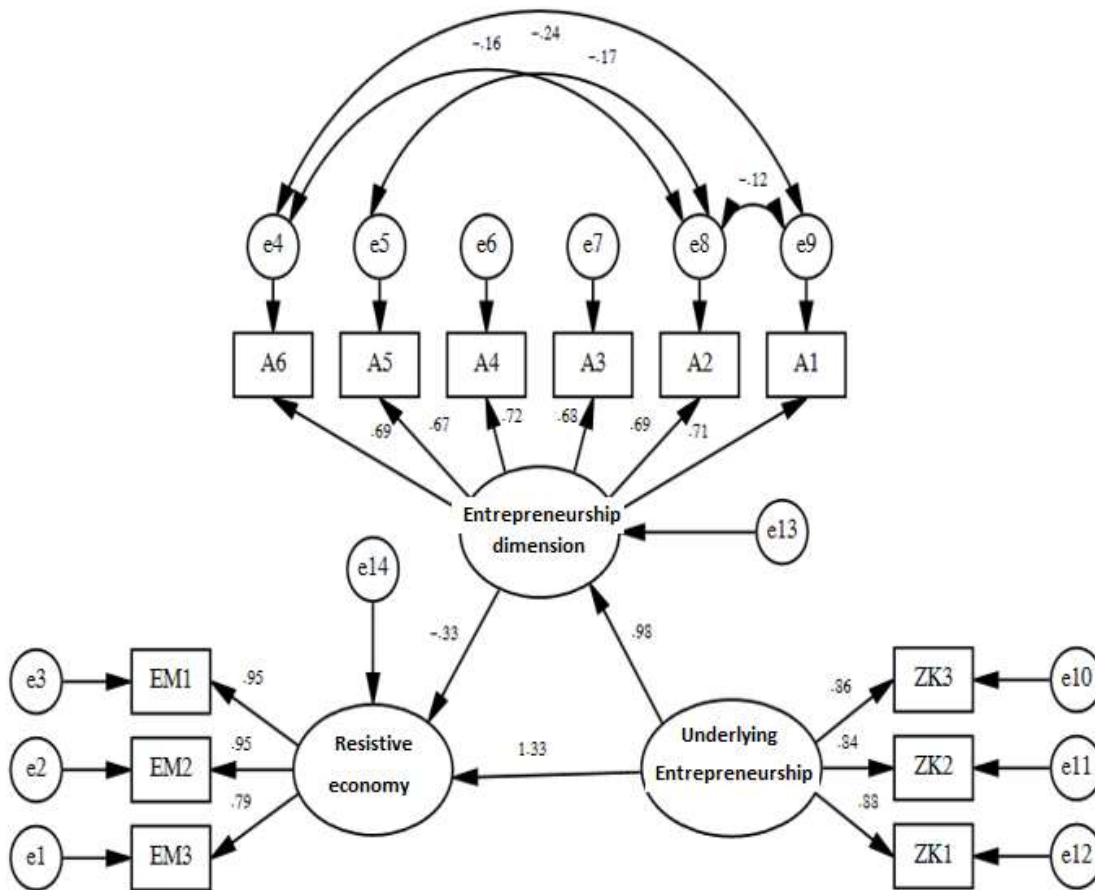 -.24
-.16
-.17
-.12
e4
e5
e6
e7
e8
e9
A6
A5
A4
A3
A2
A1
.69
.67
.72
.68
.69
.71
Entrepreneurship
dimension
e13
e14
-.33
.98
e3
EM1
.95
ZK3
e10
.86
Resistive
economy
Underlying
Entrepreneurship
1.33
e2
EM2
.95
.84
ZK2
e11
.79
.88
e1
EM3
ZK1
e12